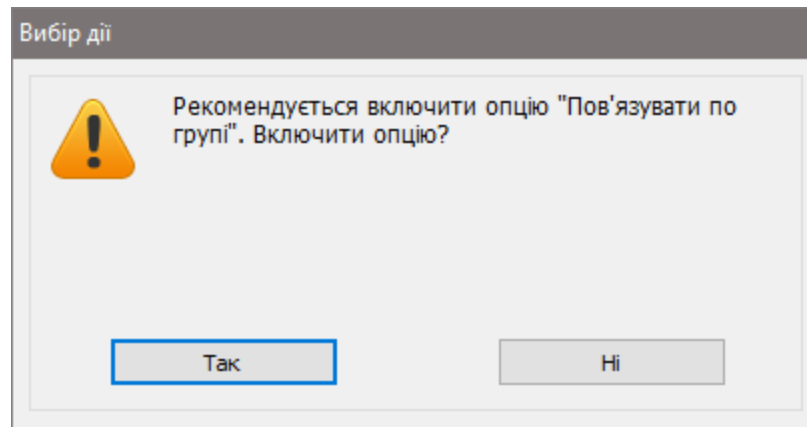 Вибір дії
Рекомендується включити опцію "Пов'язувати по
групі". Включити опцію?
Так
Ні